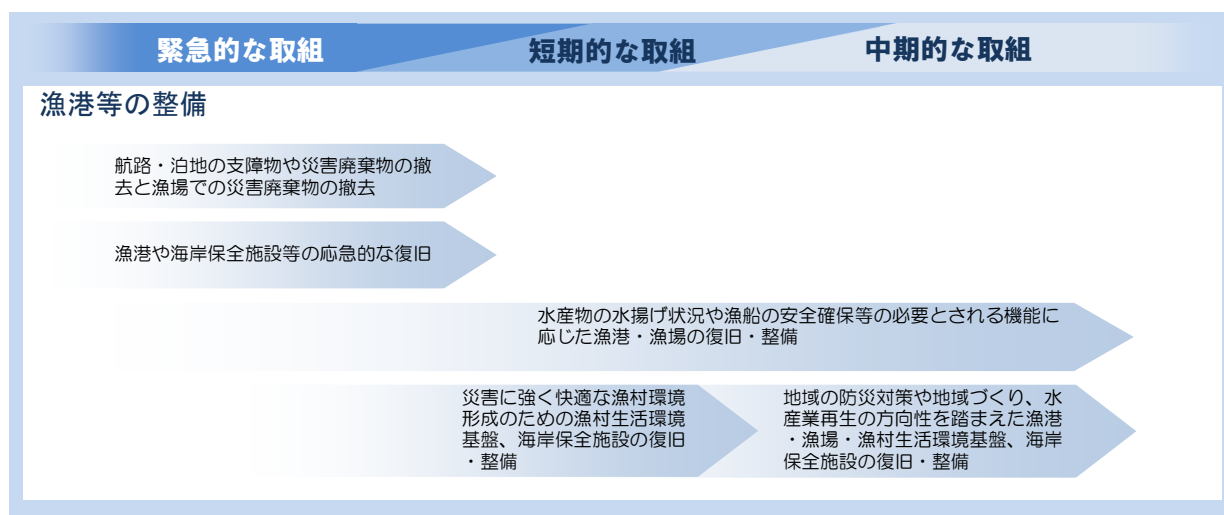 緊急的な取組
短期的な取組
中期的な取組
漁港等の整備
航路・泊地の支障物や災害廃棄物の撤
去と漁場での災害廃棄物の撤去
漁港や海岸保全施設等の応急的な復旧
水産物の水揚げ状況や漁船の安全確保等の必要とされる機能に
応じた漁港・漁場の復旧・整備
災害に強く快適な漁村環境
形成のための漁村生活環境
基盤、海岸保全施設の復旧
・整備
地域の防災対策や地域づくり、水
産業再生の方向性を踏まえた漁港
・漁場・漁村生活環境基盤、海岸
保全施設の復旧・整備